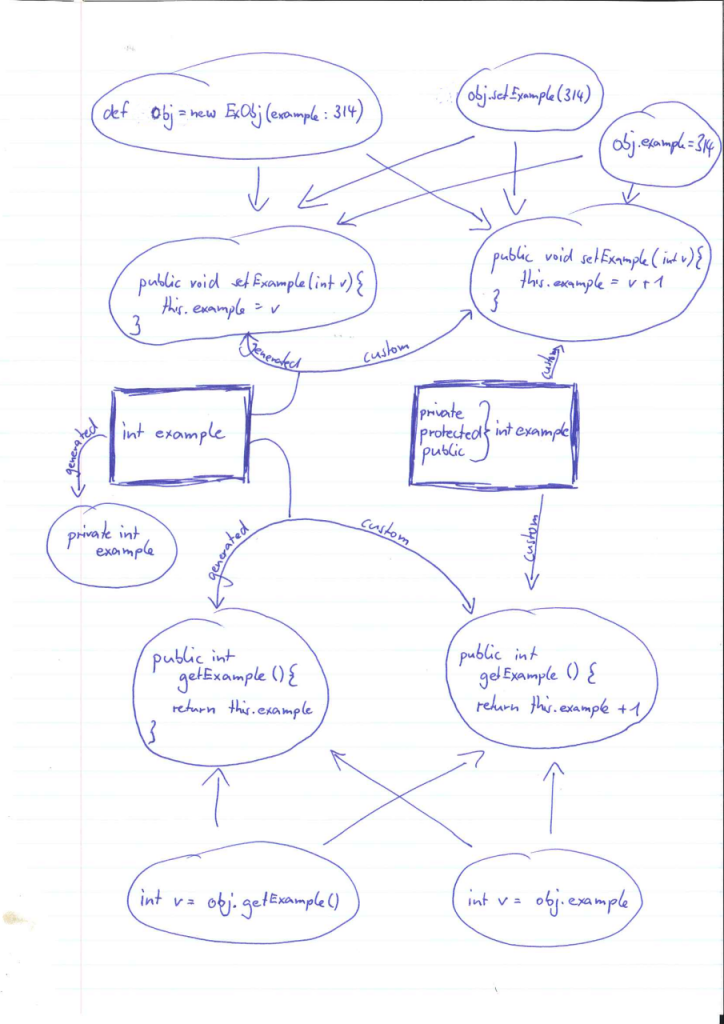 def obj = new ExObj(example: 314)
obj.setExample(314)
obj.example = 314
public void setExample(int v){
this.example = v
}
public void setExample(int v){
this.example = v+1
}
generated
custom
custom
generated
int example
private
protected
public
} int example
private int
example
generated
custom
custom
public int
getExample(){
return this.example
}
public int
getExample(){
return this.example +1
int v = obj.getExample()
int v = obj.example